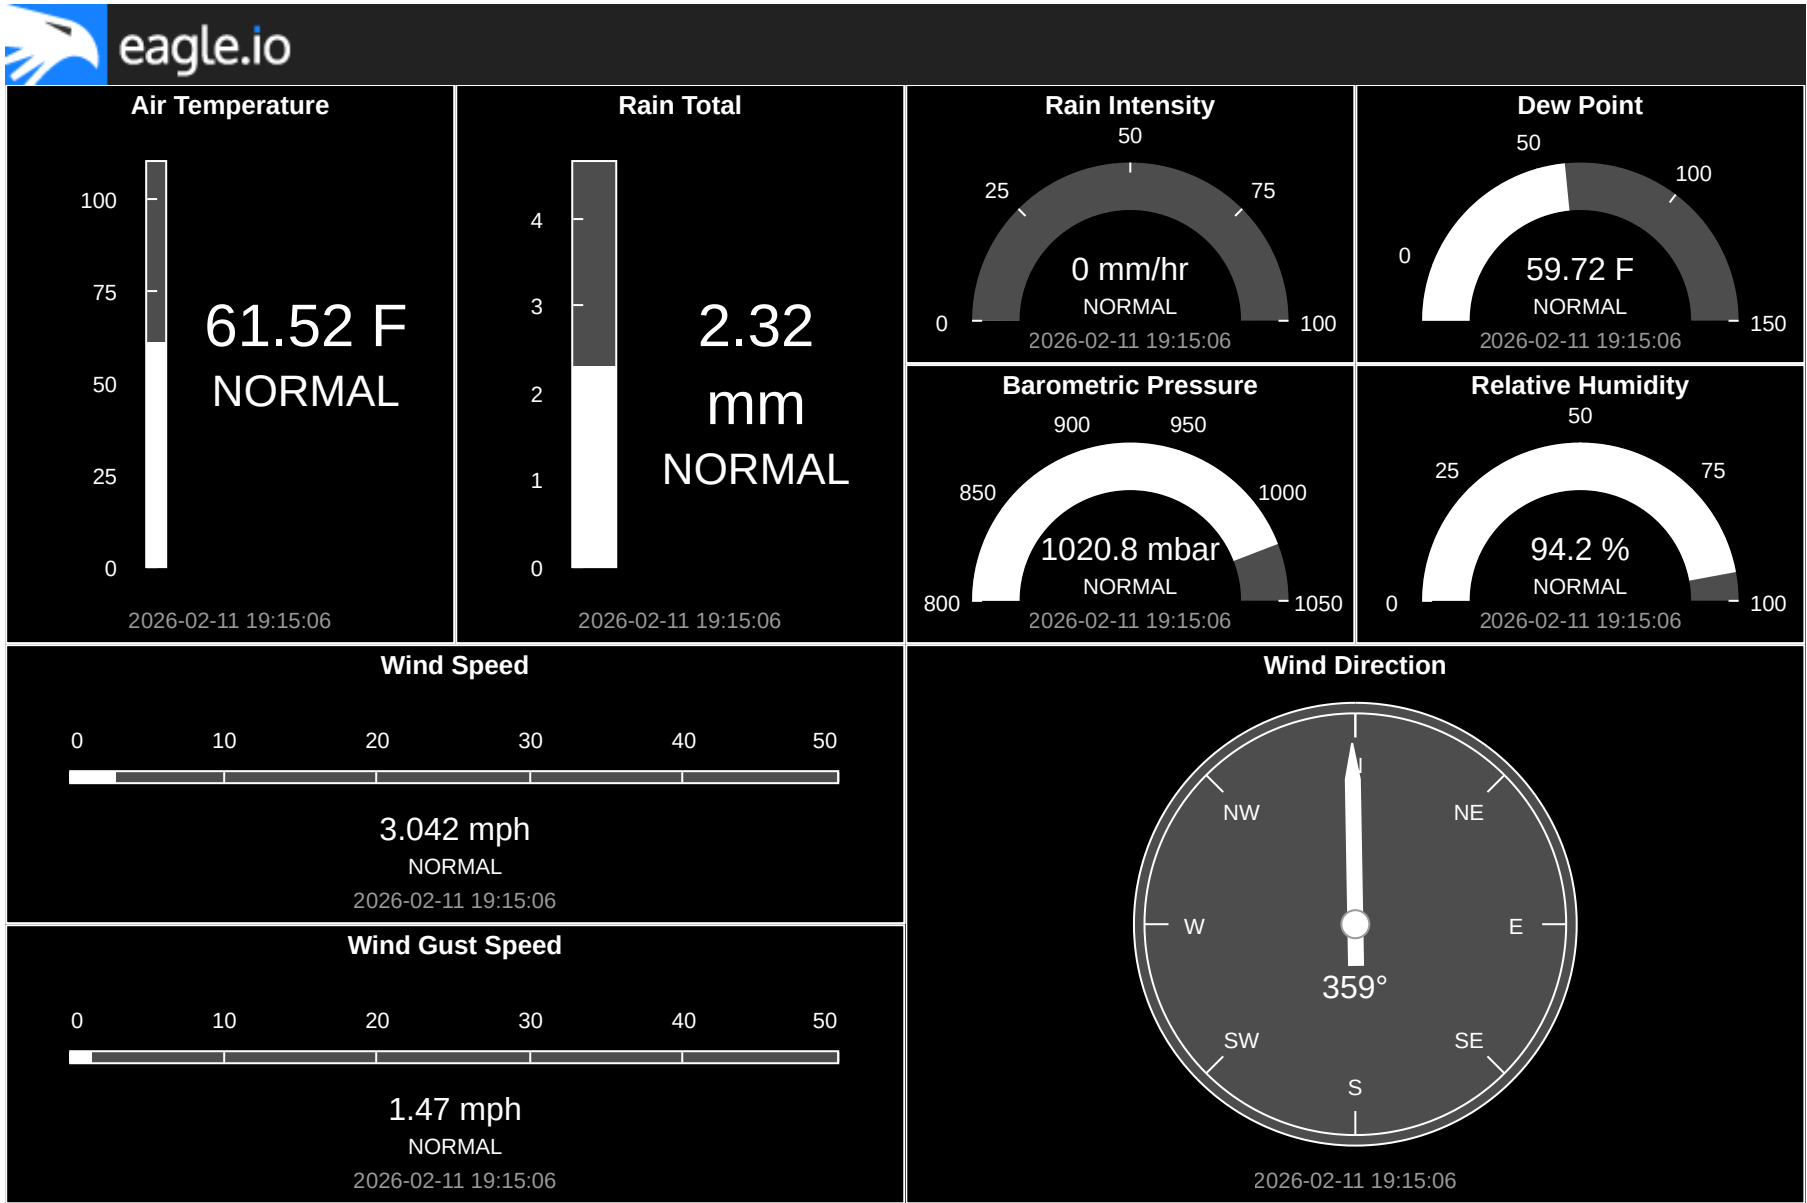 eagle.io
Air Temperature
100
75
50
25
0
61.52 F
NORMAL
2026-02-11 19:15:06
Rain Total
4
3
2
1
0
2.32
mm
NORMAL
2026-02-11 19:15:06
Rain Intensity
50
25
75
0
100
0 mm/hr
NORMAL
2026-02-11 19:15:06
Dew Point
50
100
0
150
59.72 F
NORMAL
2026-02-11 19:15:06
Barometric Pressure
900
950
850
1000
800
1050
1020.8 mbar
NORMAL
2026-02-11 19:15:06
Relative Humidity
50
25
75
0
100
94.2 %
NORMAL
2026-02-11 19:15:06
Wind Speed
0 10 20 30 40 50
3.042 mph
NORMAL
2026-02-11 19:15:06
Wind Gust Speed
0 10 20 30 40 50
1.47 mph
NORMAL
2026-02-11 19:15:06
Wind Direction
NW NE
W E
359°
SW SE
S
2026-02-11 19:15:06